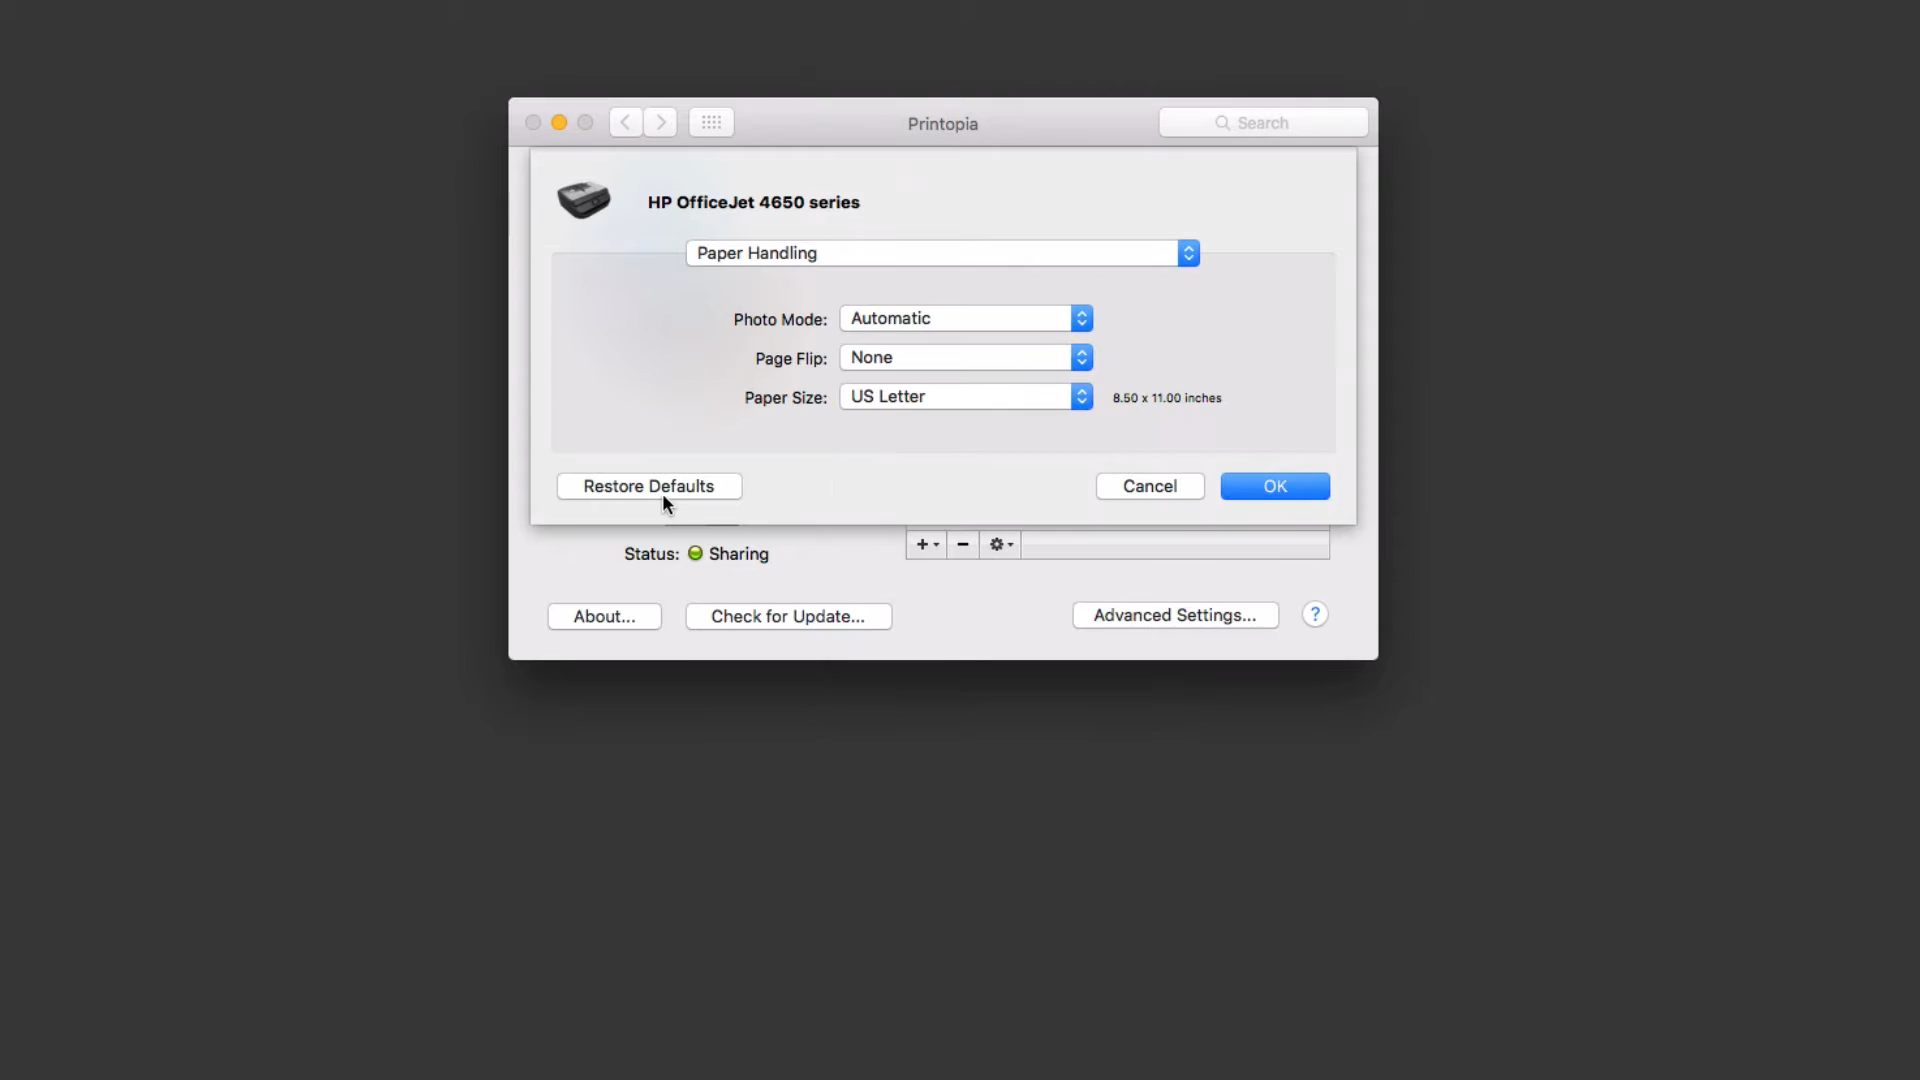 Printopia
Search
HP OfficeJet 4650 series
Paper Handling
Photo Mode: Automatic
Page Flip: None
Paper Size: US Letter 8.50 x 11.00 inches
Restore Defaults Cancel OK
Status: Sharing
+ −
About... Check for Update... Advanced Settings... ?